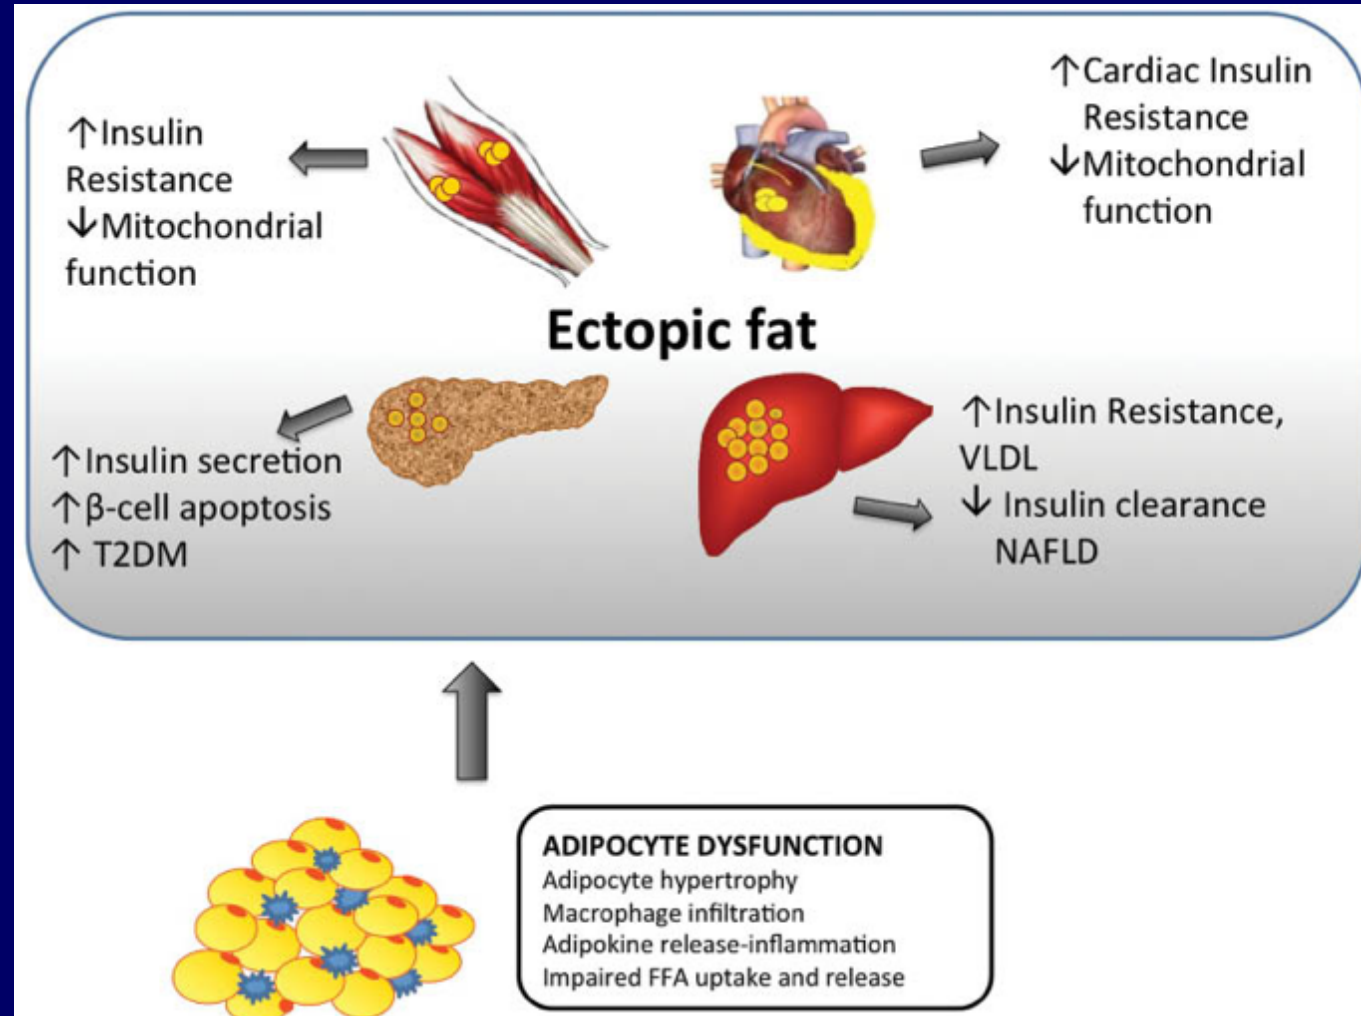 ↑Insulin
Resistance
↓Mitochondrial
function
↑Cardiac Insulin
Resistance
↓Mitochondrial
function
Ectopic fat
↑Insulin secretion
↑β-cell apoptosis
↑ T2DM
↑Insulin Resistance,
VLDL
↓ Insulin clearance
NAFLD
ADIPOCYTE DYSFUNCTION
Adipocyte hypertrophy
Macrophage infiltration
Adipokine release-inflammation
Impaired FFA uptake and release